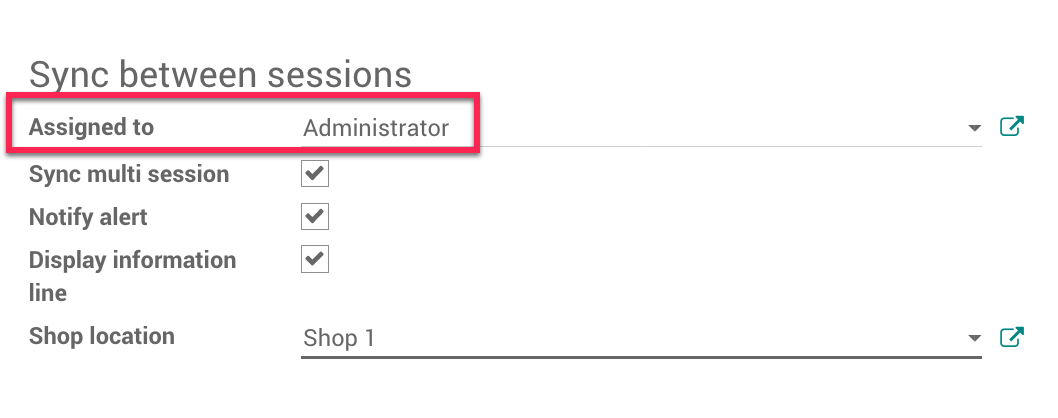 Sync between sessions
Assigned to Administrator
Sync multi session
Notify alert
Display information
line
Shop location Shop 1